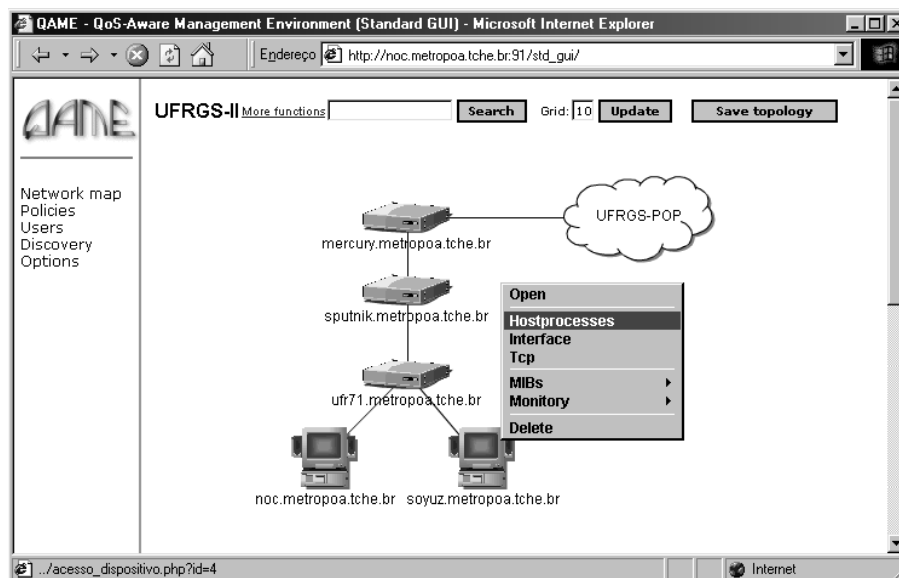 QAME - QoS-Aware Management Environment (Standard GUI) - Microsoft Internet Explorer
Endereço http://noc.metropoa.tche.br:91/std_gui/
QAME
UFRGS-II More functions Search Grid: 10 Update Save topology
Network map
Policies
Users
Discovery
Options
UFRGS-POP
mercury.metropoa.tche.br
sputnik.metropoa.tche.br
ufr71.metropoa.tche.br
noc.metropoa.tche.br soyuz.metropoa.tche.br
Open
Hostprocesses
Interface
Tcp
MIBs
Monitory
Delete
../acesso_dispositivo.php?id=4 Internet